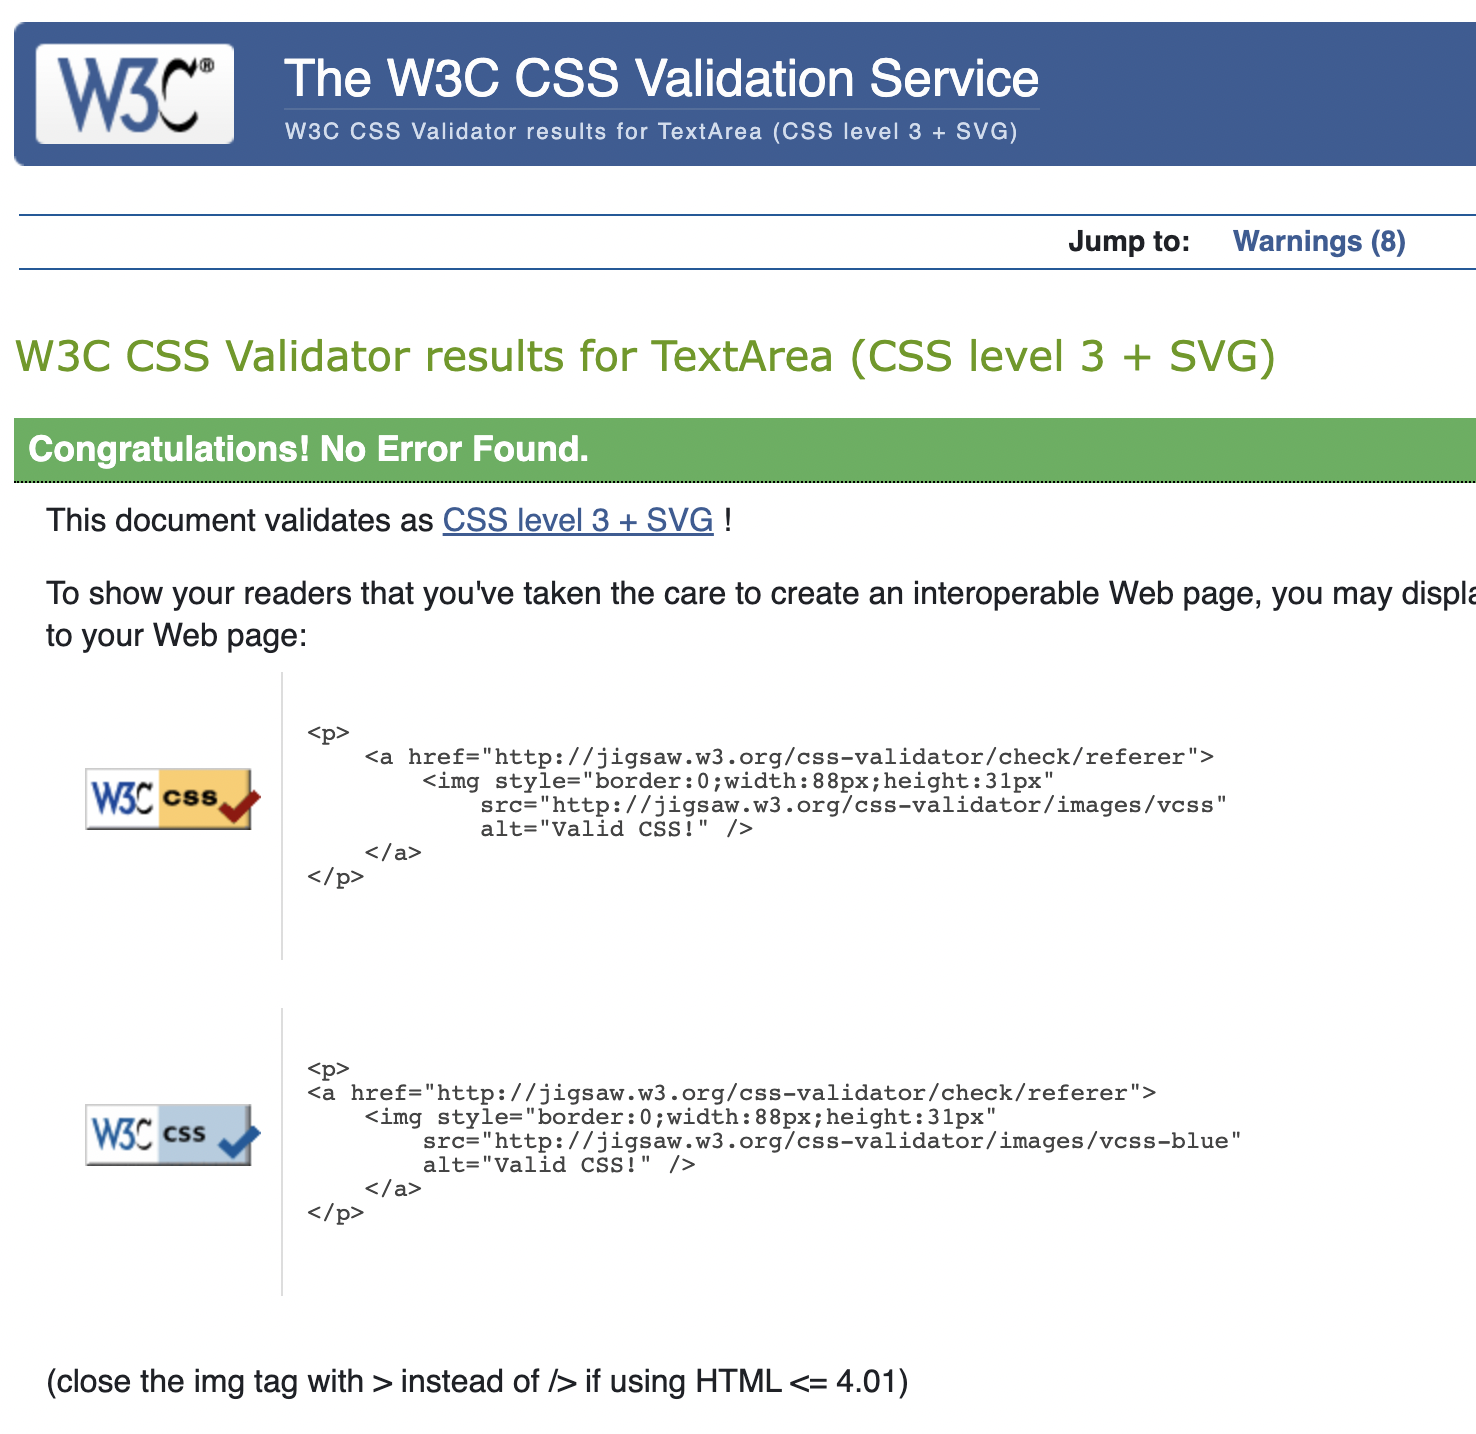 W3C®
The W3C CSS Validation Service
W3C CSS Validator results for TextArea (CSS level 3 + SVG)
Jump to: Warnings (8)
W3C CSS Validator results for TextArea (CSS level 3 + SVG)
Congratulations! No Error Found.
This document validates as CSS level 3 + SVG !
To show your readers that you've taken the care to create an interoperable Web page, you may
to your Web page:
<p>
<a href="http://jigsaw.w3.org/css-validator/check/referer">
<img style="border:0;width:88px;height:31px"
W3C css
src="http://jigsaw.w3.org/css-validator/images/vcss"
alt="Valid CSS!" />
</a>
</p>
<p>
<a href="http://jigsaw.w3.org/css-validator/check/referer">
<img style="border:0;width:88px;height:31px"
W3C css
src="http://jigsaw.w3.org/css-validator/images/vcss-blue"
alt="Valid CSS!" />
</a>
</p>
(close the img tag with > instead of /> if using HTML <= 4.01)